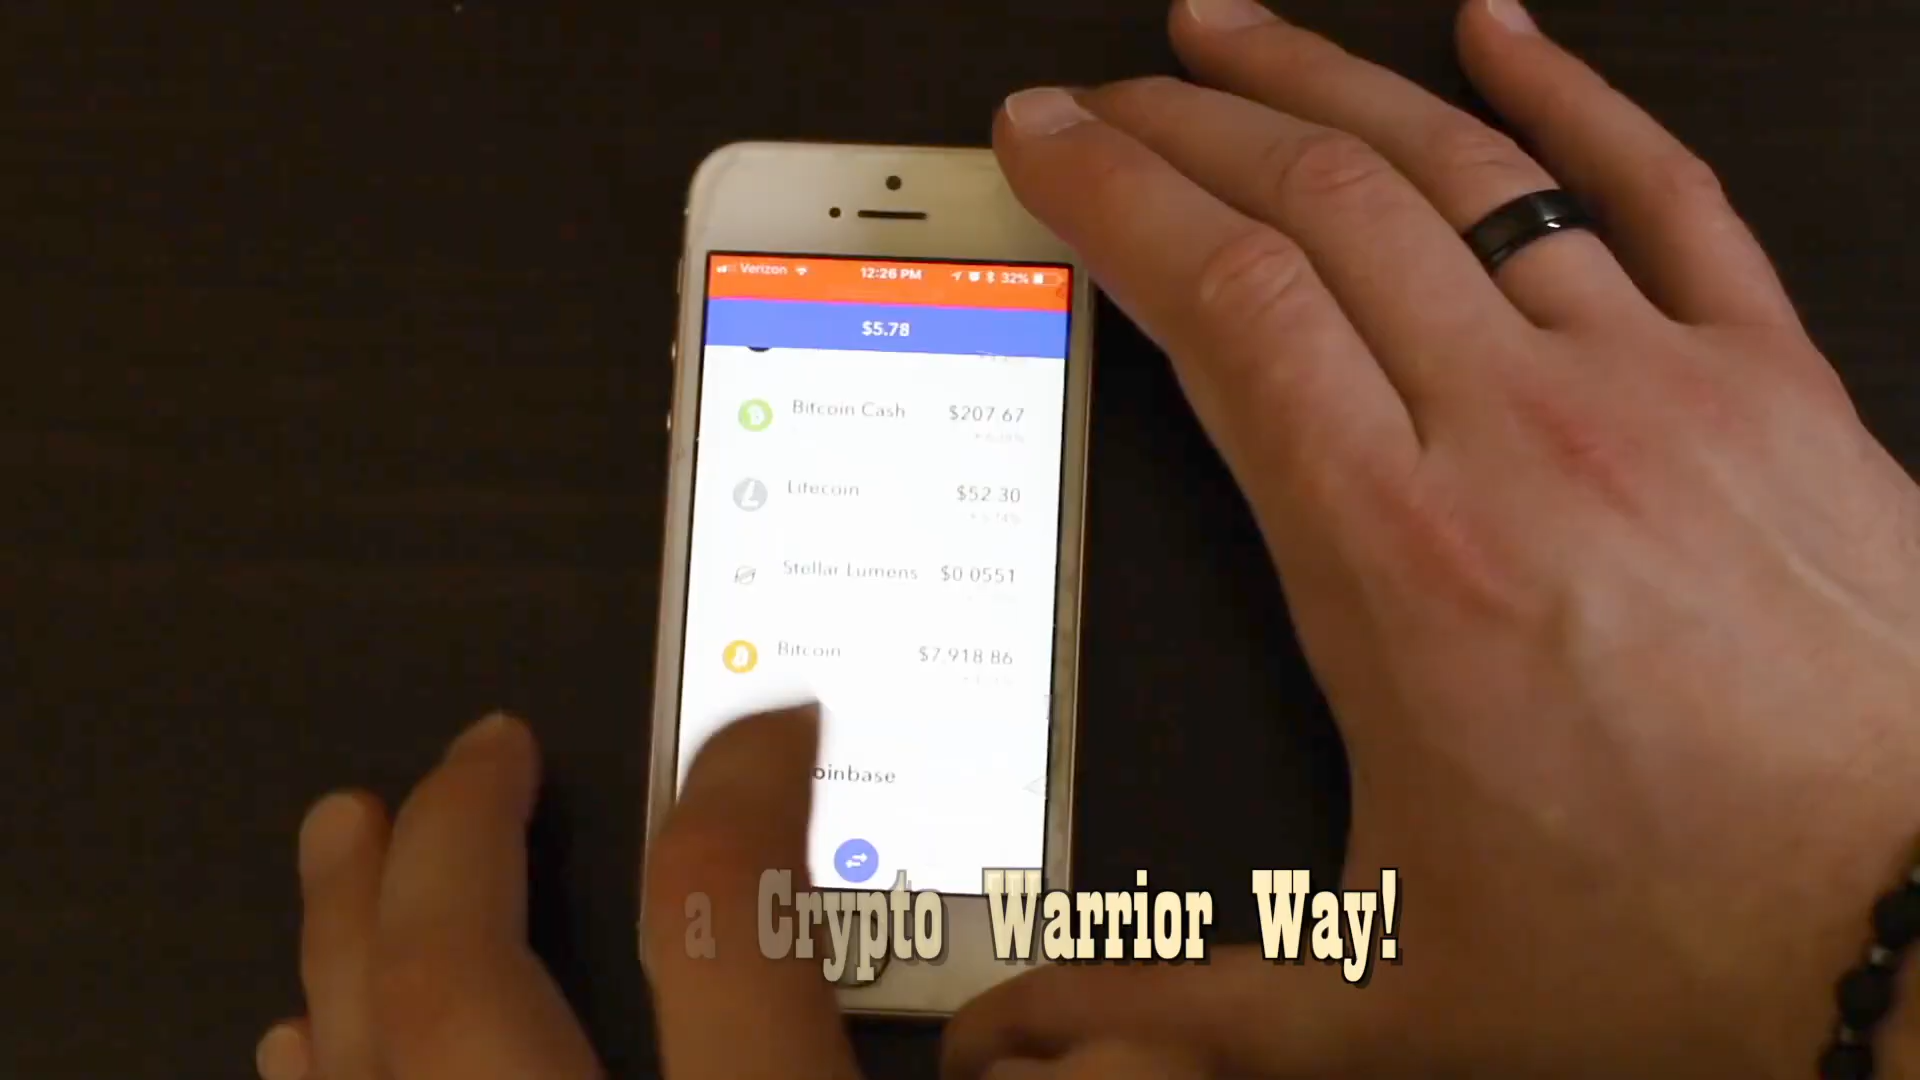 Verizon 12:26 PM 32%
$5.78
Bitcoin Cash $207.67
Litecoin $52.30
Stellar Lumens $0.0551
Bitcoin $7,918.86
oinbase
a Crypto Warrior Way!